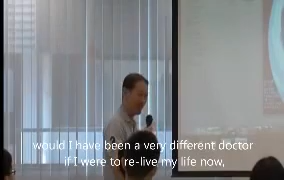 would I have been a very different doctor
if I were to re-live my life now,